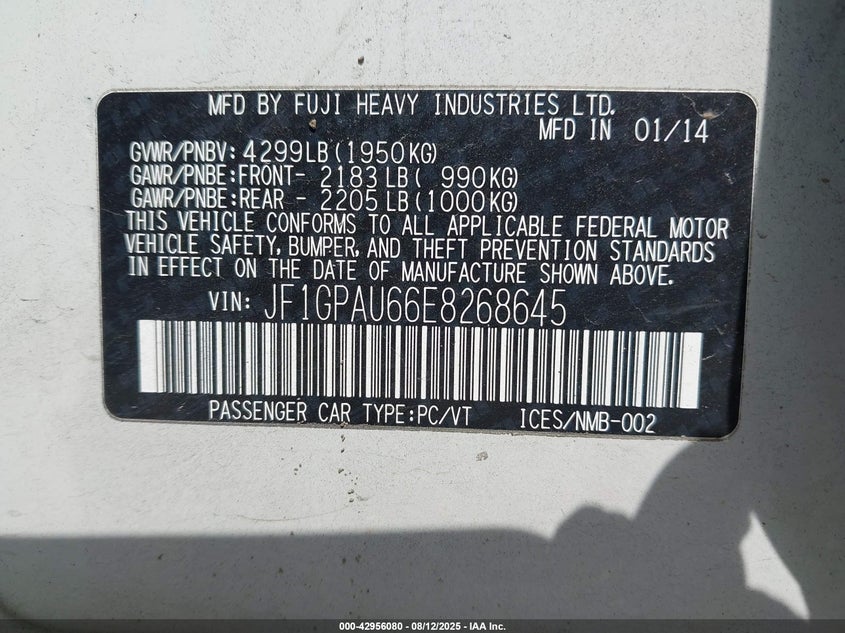 MFD BY FUJI HEAVY INDUSTRIES LTD.
MFD IN 01/14
GVWR/PNBV: 4299LB(1950KG)
GAWR/PNBE:FRONT- 2183LB( 990KG)
GAWR/PNBE:REAR - 2205LB(1000KG)
THIS VEHICLE CONFORMS TO ALL APPLICABLE FEDERAL MOTOR
VEHICLE SAFETY, BUMPER, AND THEFT PREVENTION STANDARDS
IN EFFECT ON THE DATE OF MANUFACTURE SHOWN ABOVE.
VIN: JF1GPAU66E8268645
PASSENGER CAR TYPE:PC/VT ICES/NMB-002
000-42956080 - 08/12/2025 - IAA Inc.